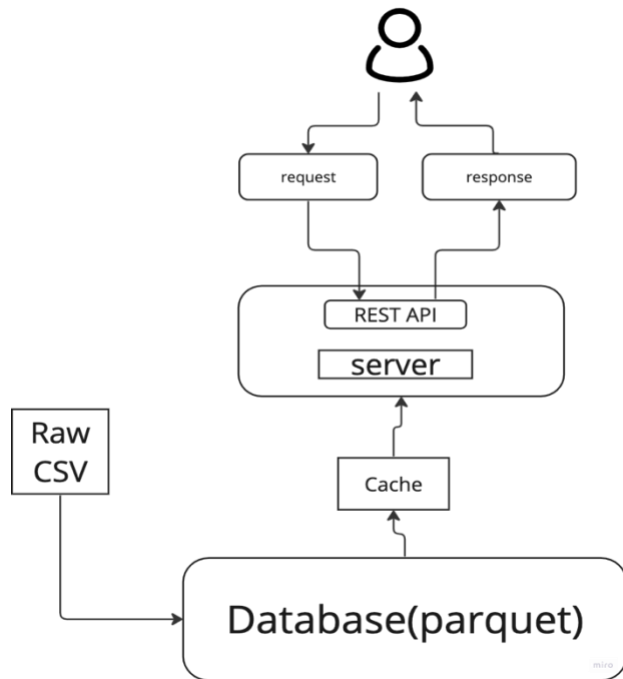 request
response
REST API
server
Raw
CSV
Cache
Database(parquet)
miro